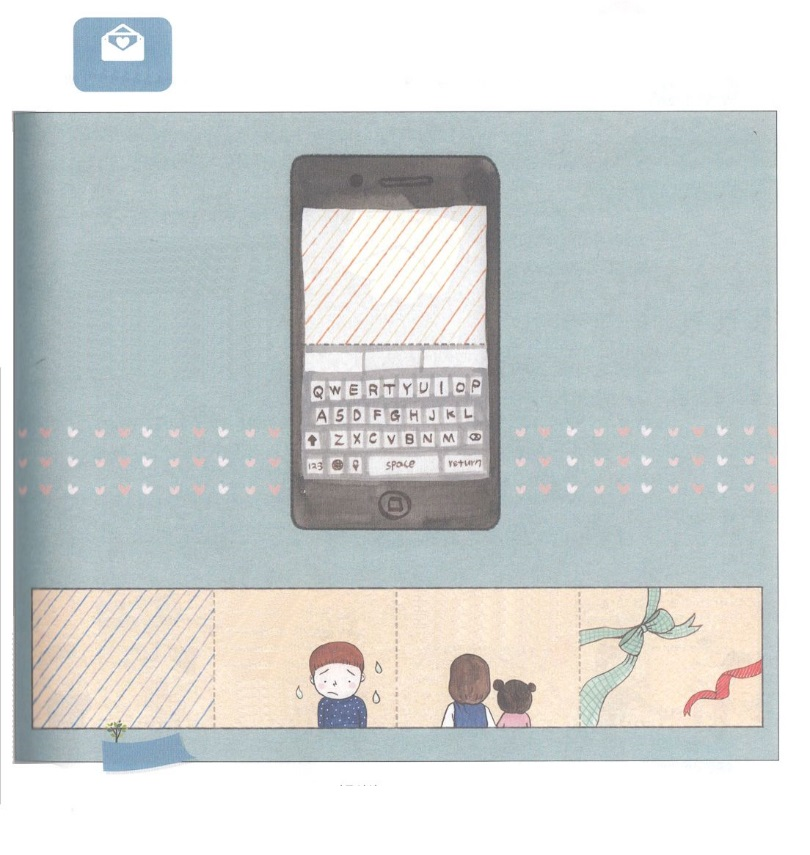 QWERTYUIOP
ASDFGHJKL
ZXCVBNM
123 space return